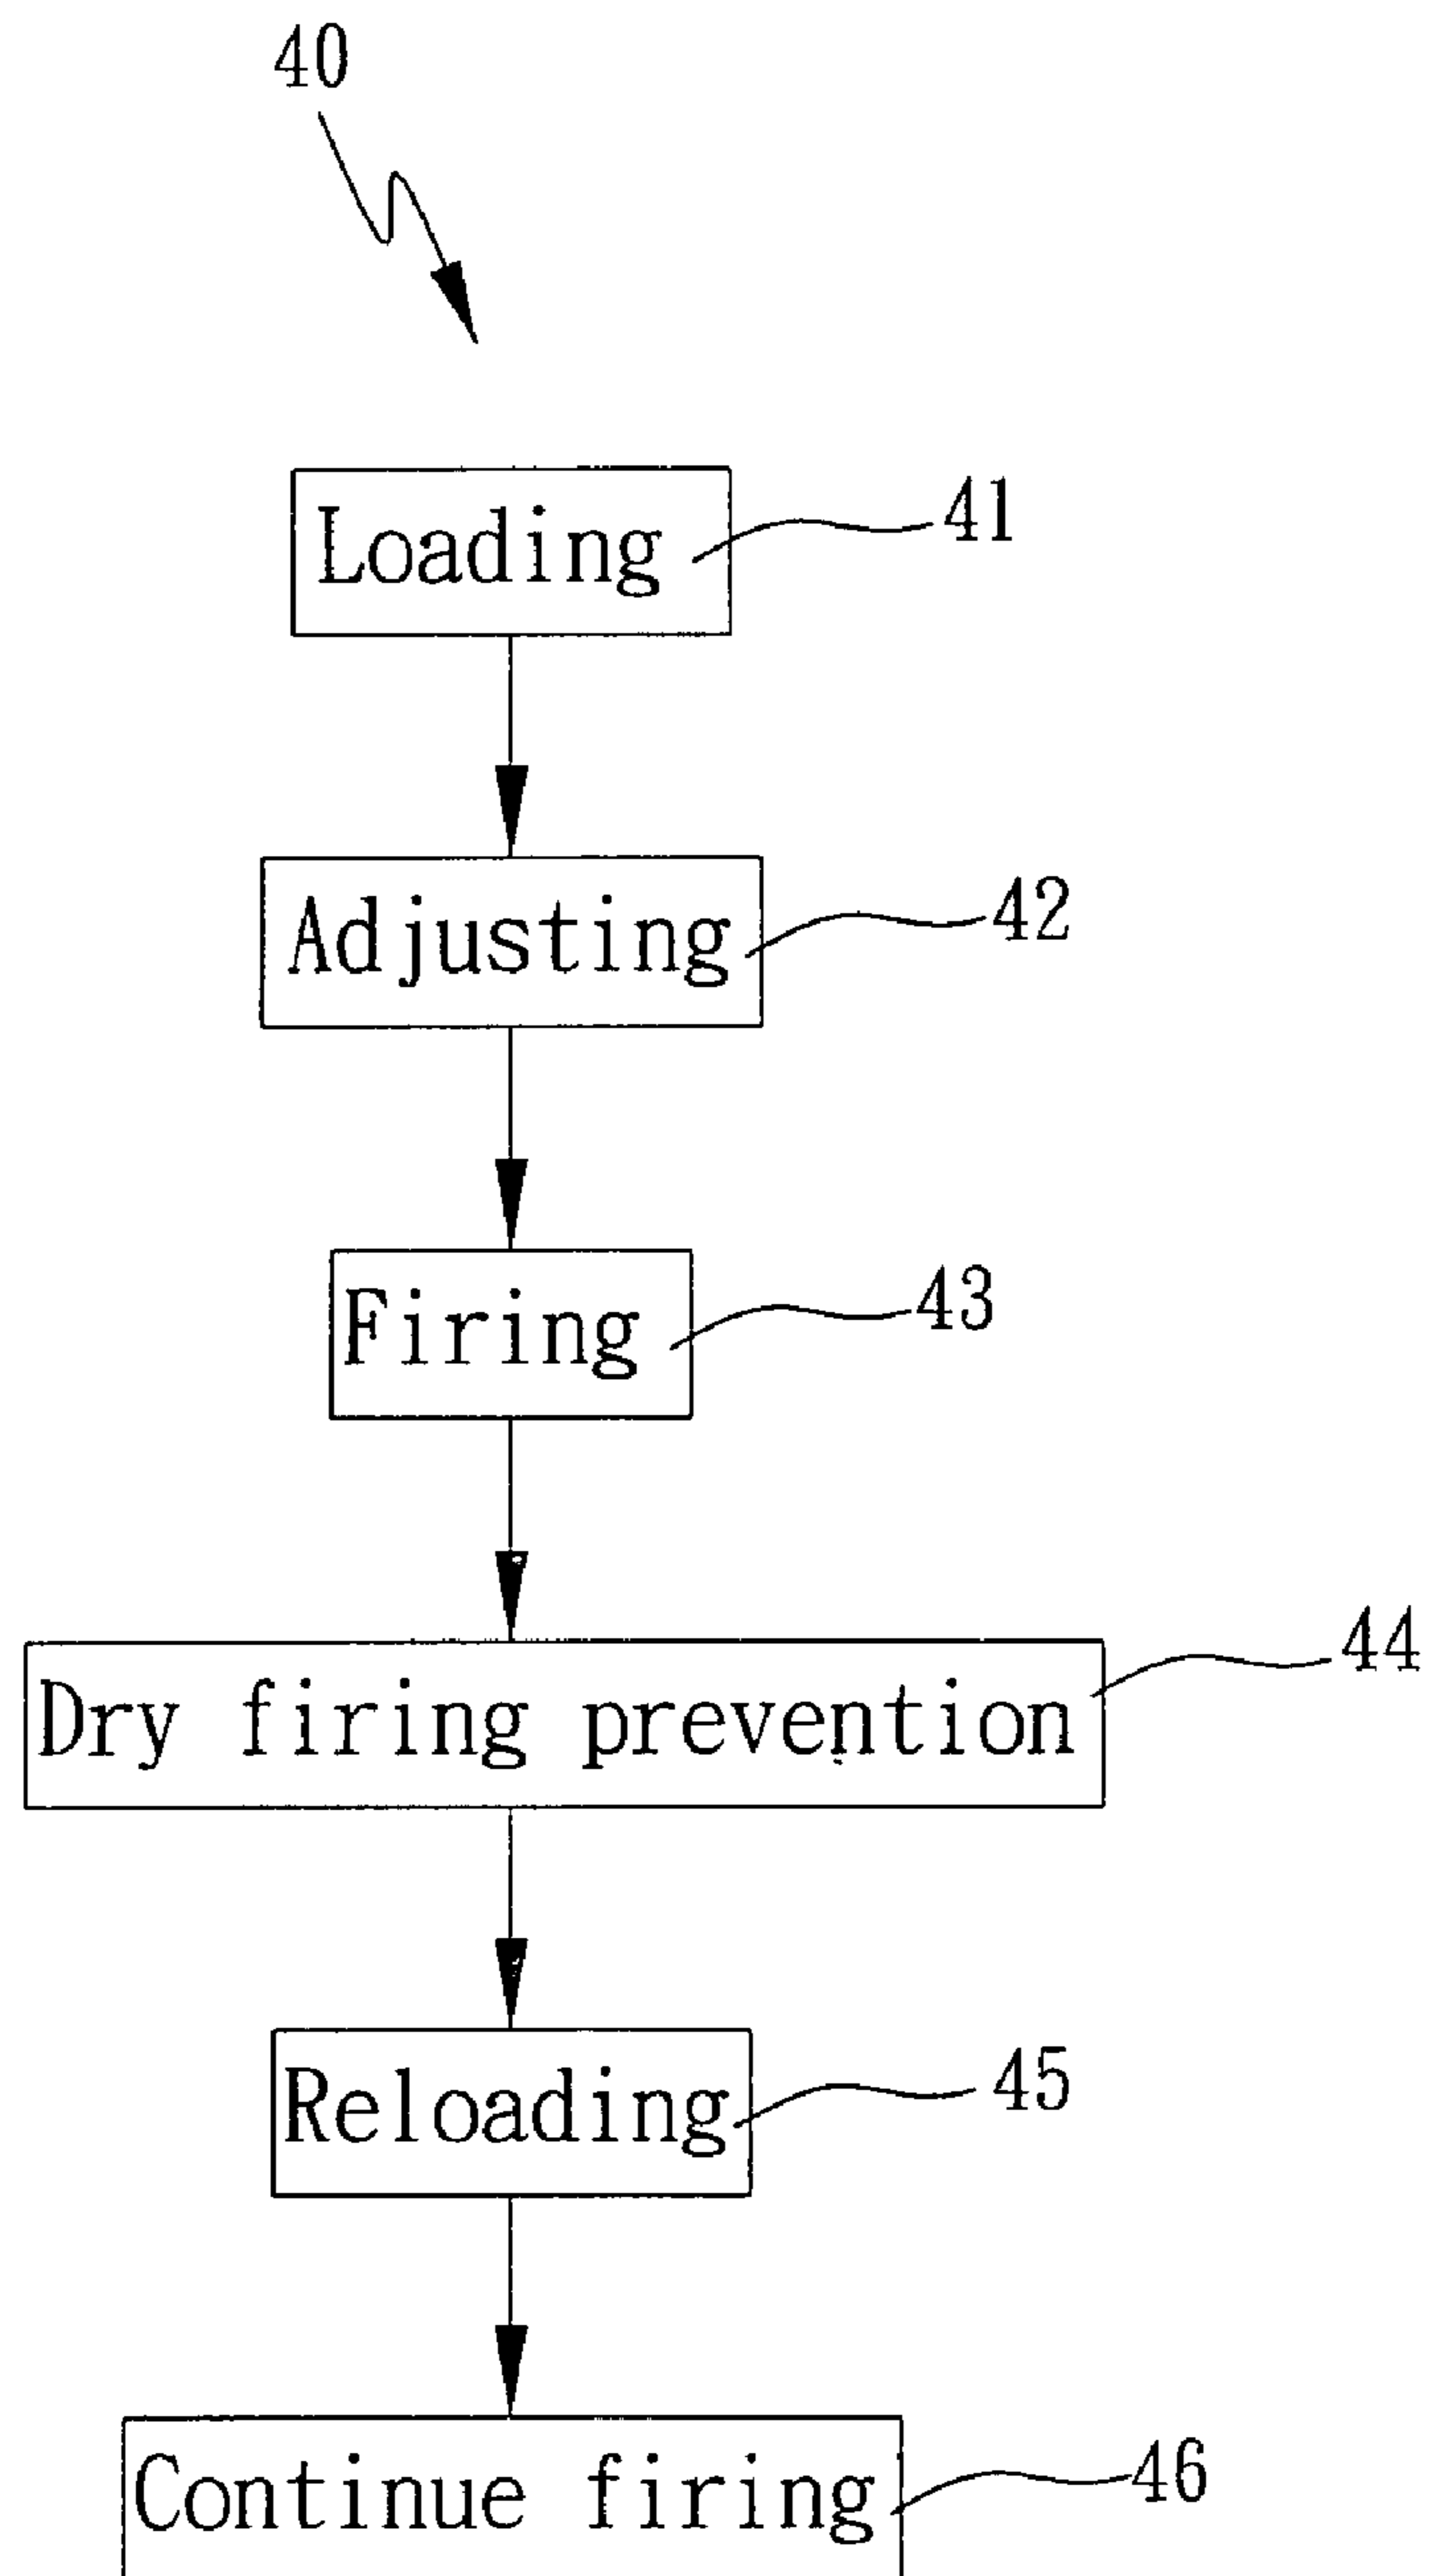 40
Loading 41
Adjusting 42
Firing 43
Dry firing prevention 44
Reloading 45
Continue firing 46